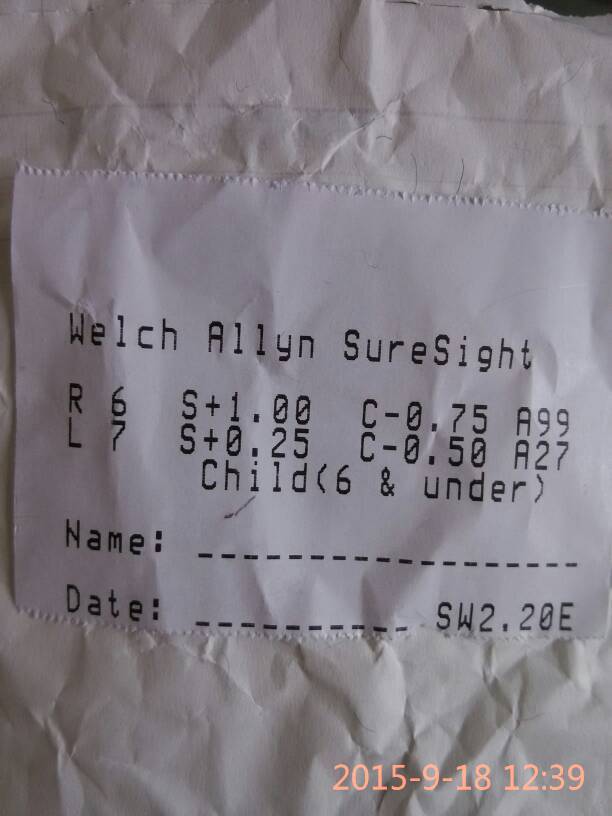 Welch Allyn SureSight
R 6 S+1.00 C-0.75 A99
L 7 S+0.25 C-0.50 A27
Child(6 & under)
Name: __________________
Date: __________ SW2.20E
2015-9-18 12:39